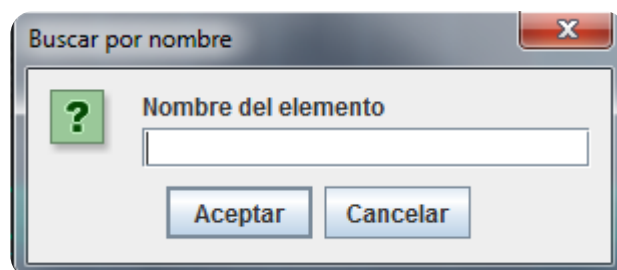 Buscar por nombre
x
?
Nombre del elemento
Aceptar Cancelar